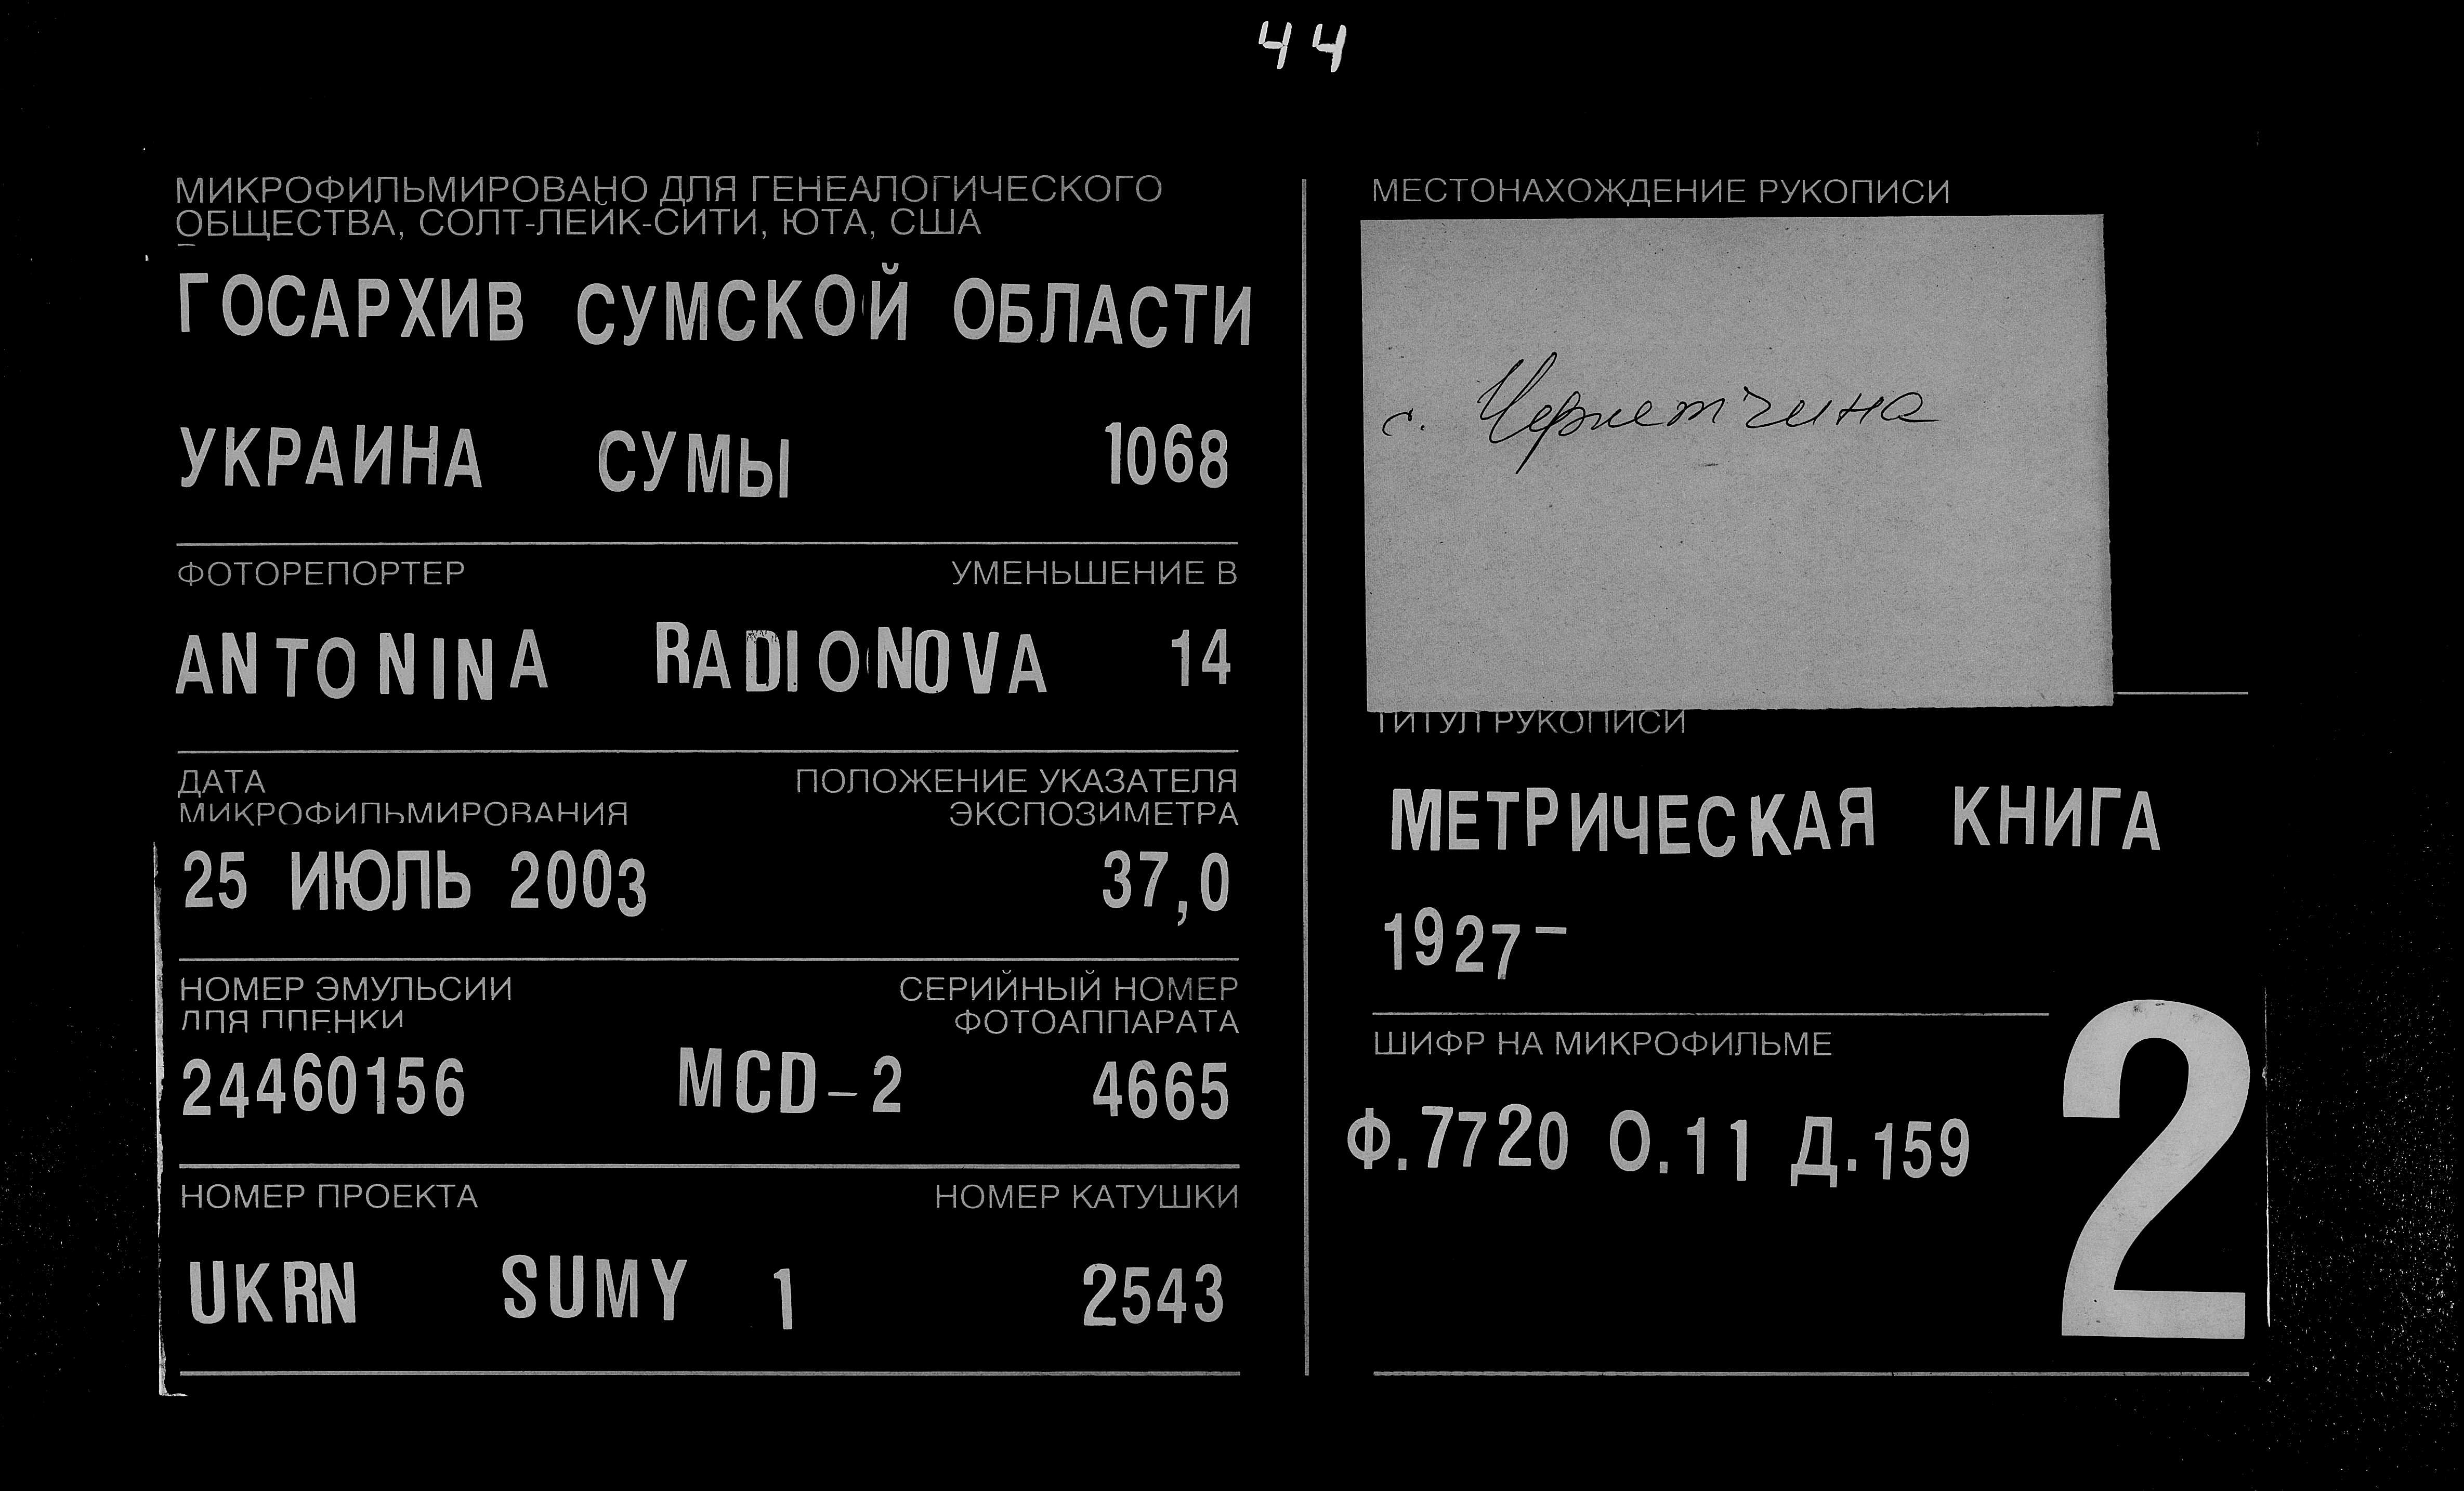 44
МИКРОФИЛЬМИРОВАНО ДЛЯ ГЕНЕАЛОГИЧЕСКОГО
ОБЩЕСТВА, СОЛТ-ЛЕЙК-СИТИ, ЮТА, США
ГОСАРХИВ СУМСКОЙ ОБЛАСТИ
УКРАИНА СУМЫ 1068
ФОТОРЕПОРТЕР УМЕНЬШЕНИЕ В
ANTONINA RADIONOVA 14
ДАТА
МИКРОФИЛЬМИРОВАНИЯ
ПОЛОЖЕНИЕ УКАЗАТЕЛЯ
ЭКСПОЗИМЕТРА
25 ИЮЛЬ 2003 37,0
НОМЕР ЭМУЛЬСИИ
ДЛЯ ПЛЕНКИ
СЕРИЙНЫЙ НОМЕР
ФОТОАППАРАТА
24460156 MCD-2 4665
НОМЕР ПРОЕКТА НОМЕР КАТУШКИ
UKRN SUMY 1 2543
МЕСТОНАХОЖДЕНИЕ РУКОПИСИ
с. Чернетчина
ТИТУЛ РУКОПИСИ
МЕТРИЧЕСКАЯ КНИГА
1927-
ШИФР НА МИКРОФИЛЬМЕ
Ф.7720 О.11 Д.159
2